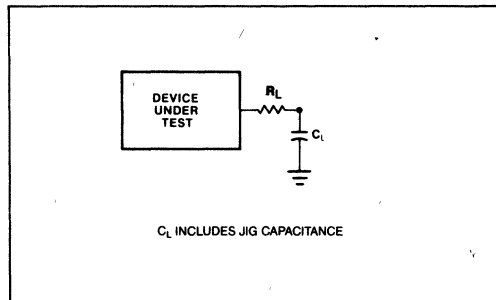 DEVICE
UNDER
TEST
RL
CL
CL INCLUDES JIG CAPACITANCE